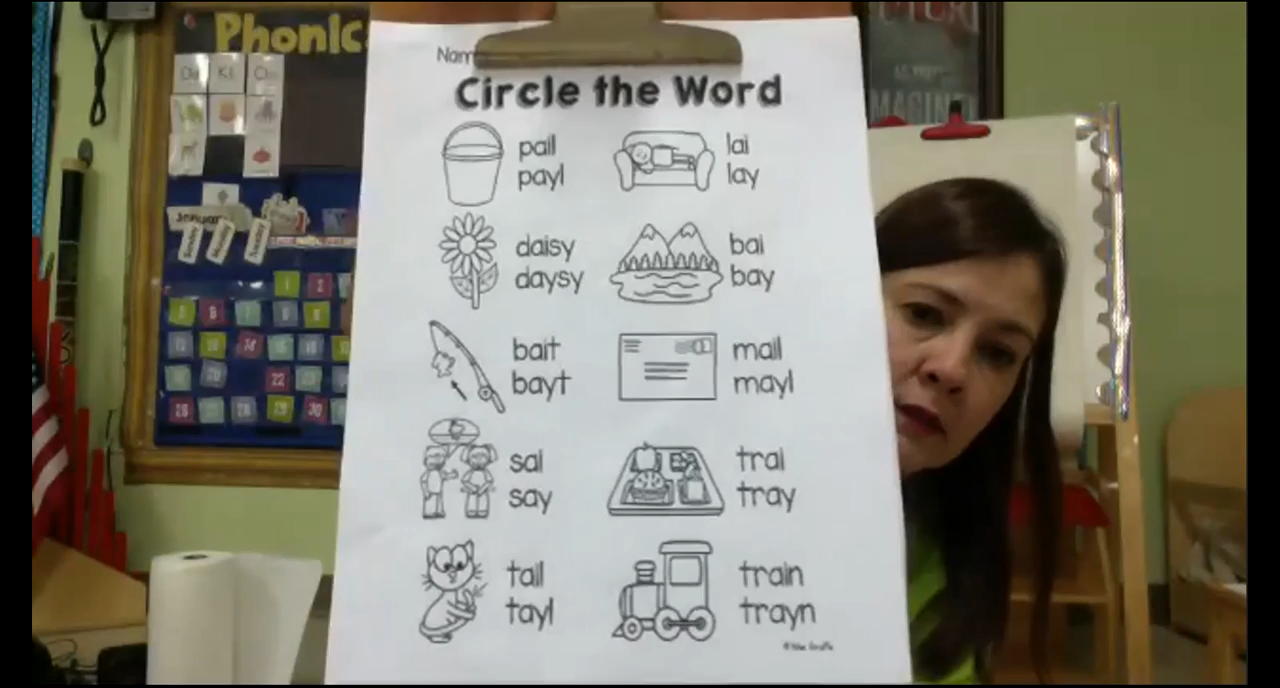 Phonic
Nam
Circle the Word
pail
payl
lai
lay
daisy
daysy
bai
bay
bait
bayt
mail
mayl
sai
say
trai
tray
tail
tayl
train
trayn
January